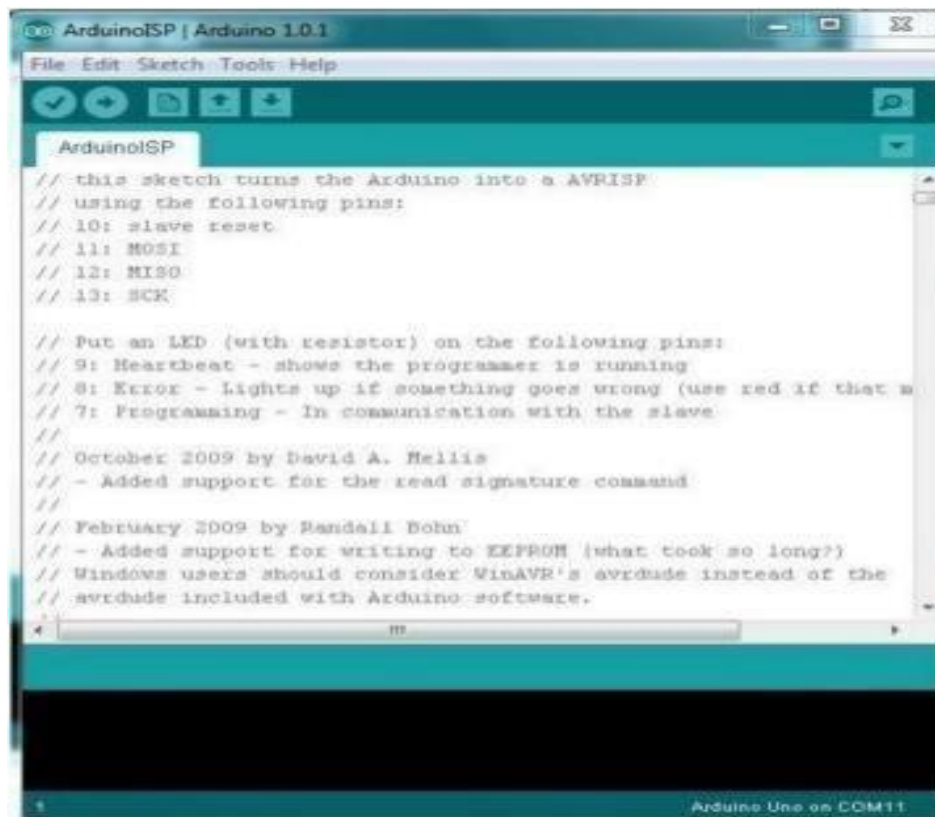 ArduinoISP | Arduino 1.0.1
File Edit Sketch Tools Help
ArduinoISP
// this sketch turns the Arduino into a AVRISP
// using the following pins:
// 10: slave reset
// 11: MOSI
// 12: MISO
// 13: SCK
// Put an LED (with resistor) on the following pins:
// 9: Heartbeat - shows the programmer is running
// 8: Error - Lights up if something goes wrong (use red if that m
// 7: Programming - In communication with the slave
//
// October 2009 by David A. Mellis
// - Added support for the read signature command
//
// February 2009 by Randall Bohn
// - Added support for writing to EEPROM (what took so long?)
// Windows users should consider WinAVR's avrdude instead of the
// avrdude included with Arduino software.
1
Arduino Uno on COM11